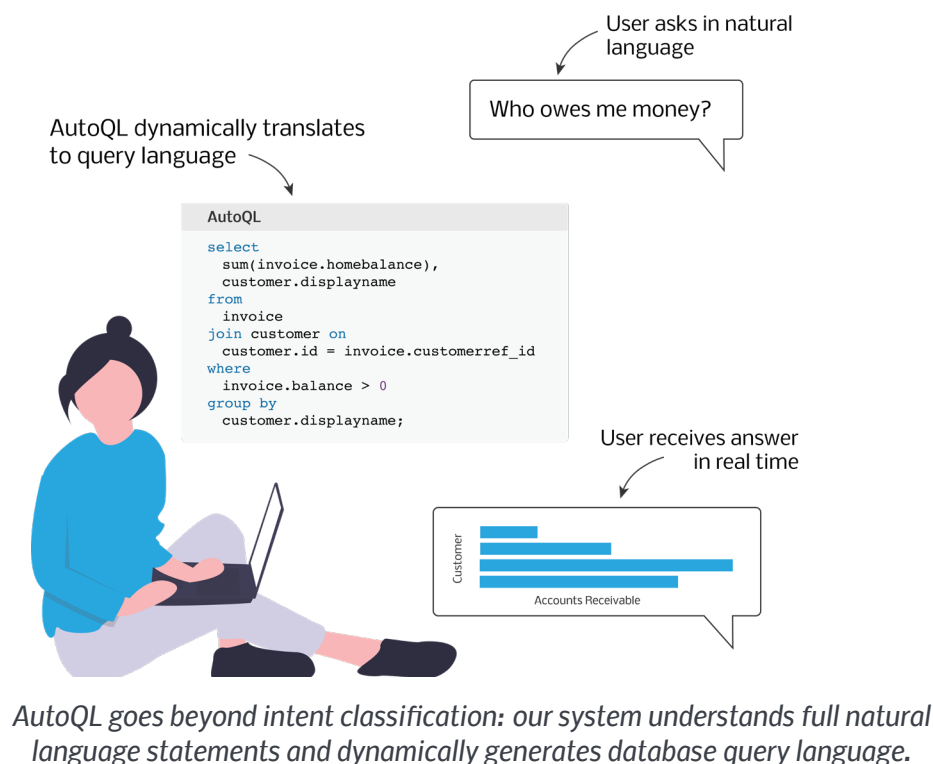 User asks in natural
language
Who owes me money?
AutoQL dynamically translates
to query language
AutoQL
select
sum(invoice.homebalance),
customer.displayname
from
invoice
join customer on
customer.id = invoice.customerref_id
where
invoice.balance > 0
group by
customer.displayname;
User receives answer
in real time
Customer
Accounts Receivable
AutoQL goes beyond intent classification: our system understands full natural
language statements and dynamically generates database query language.